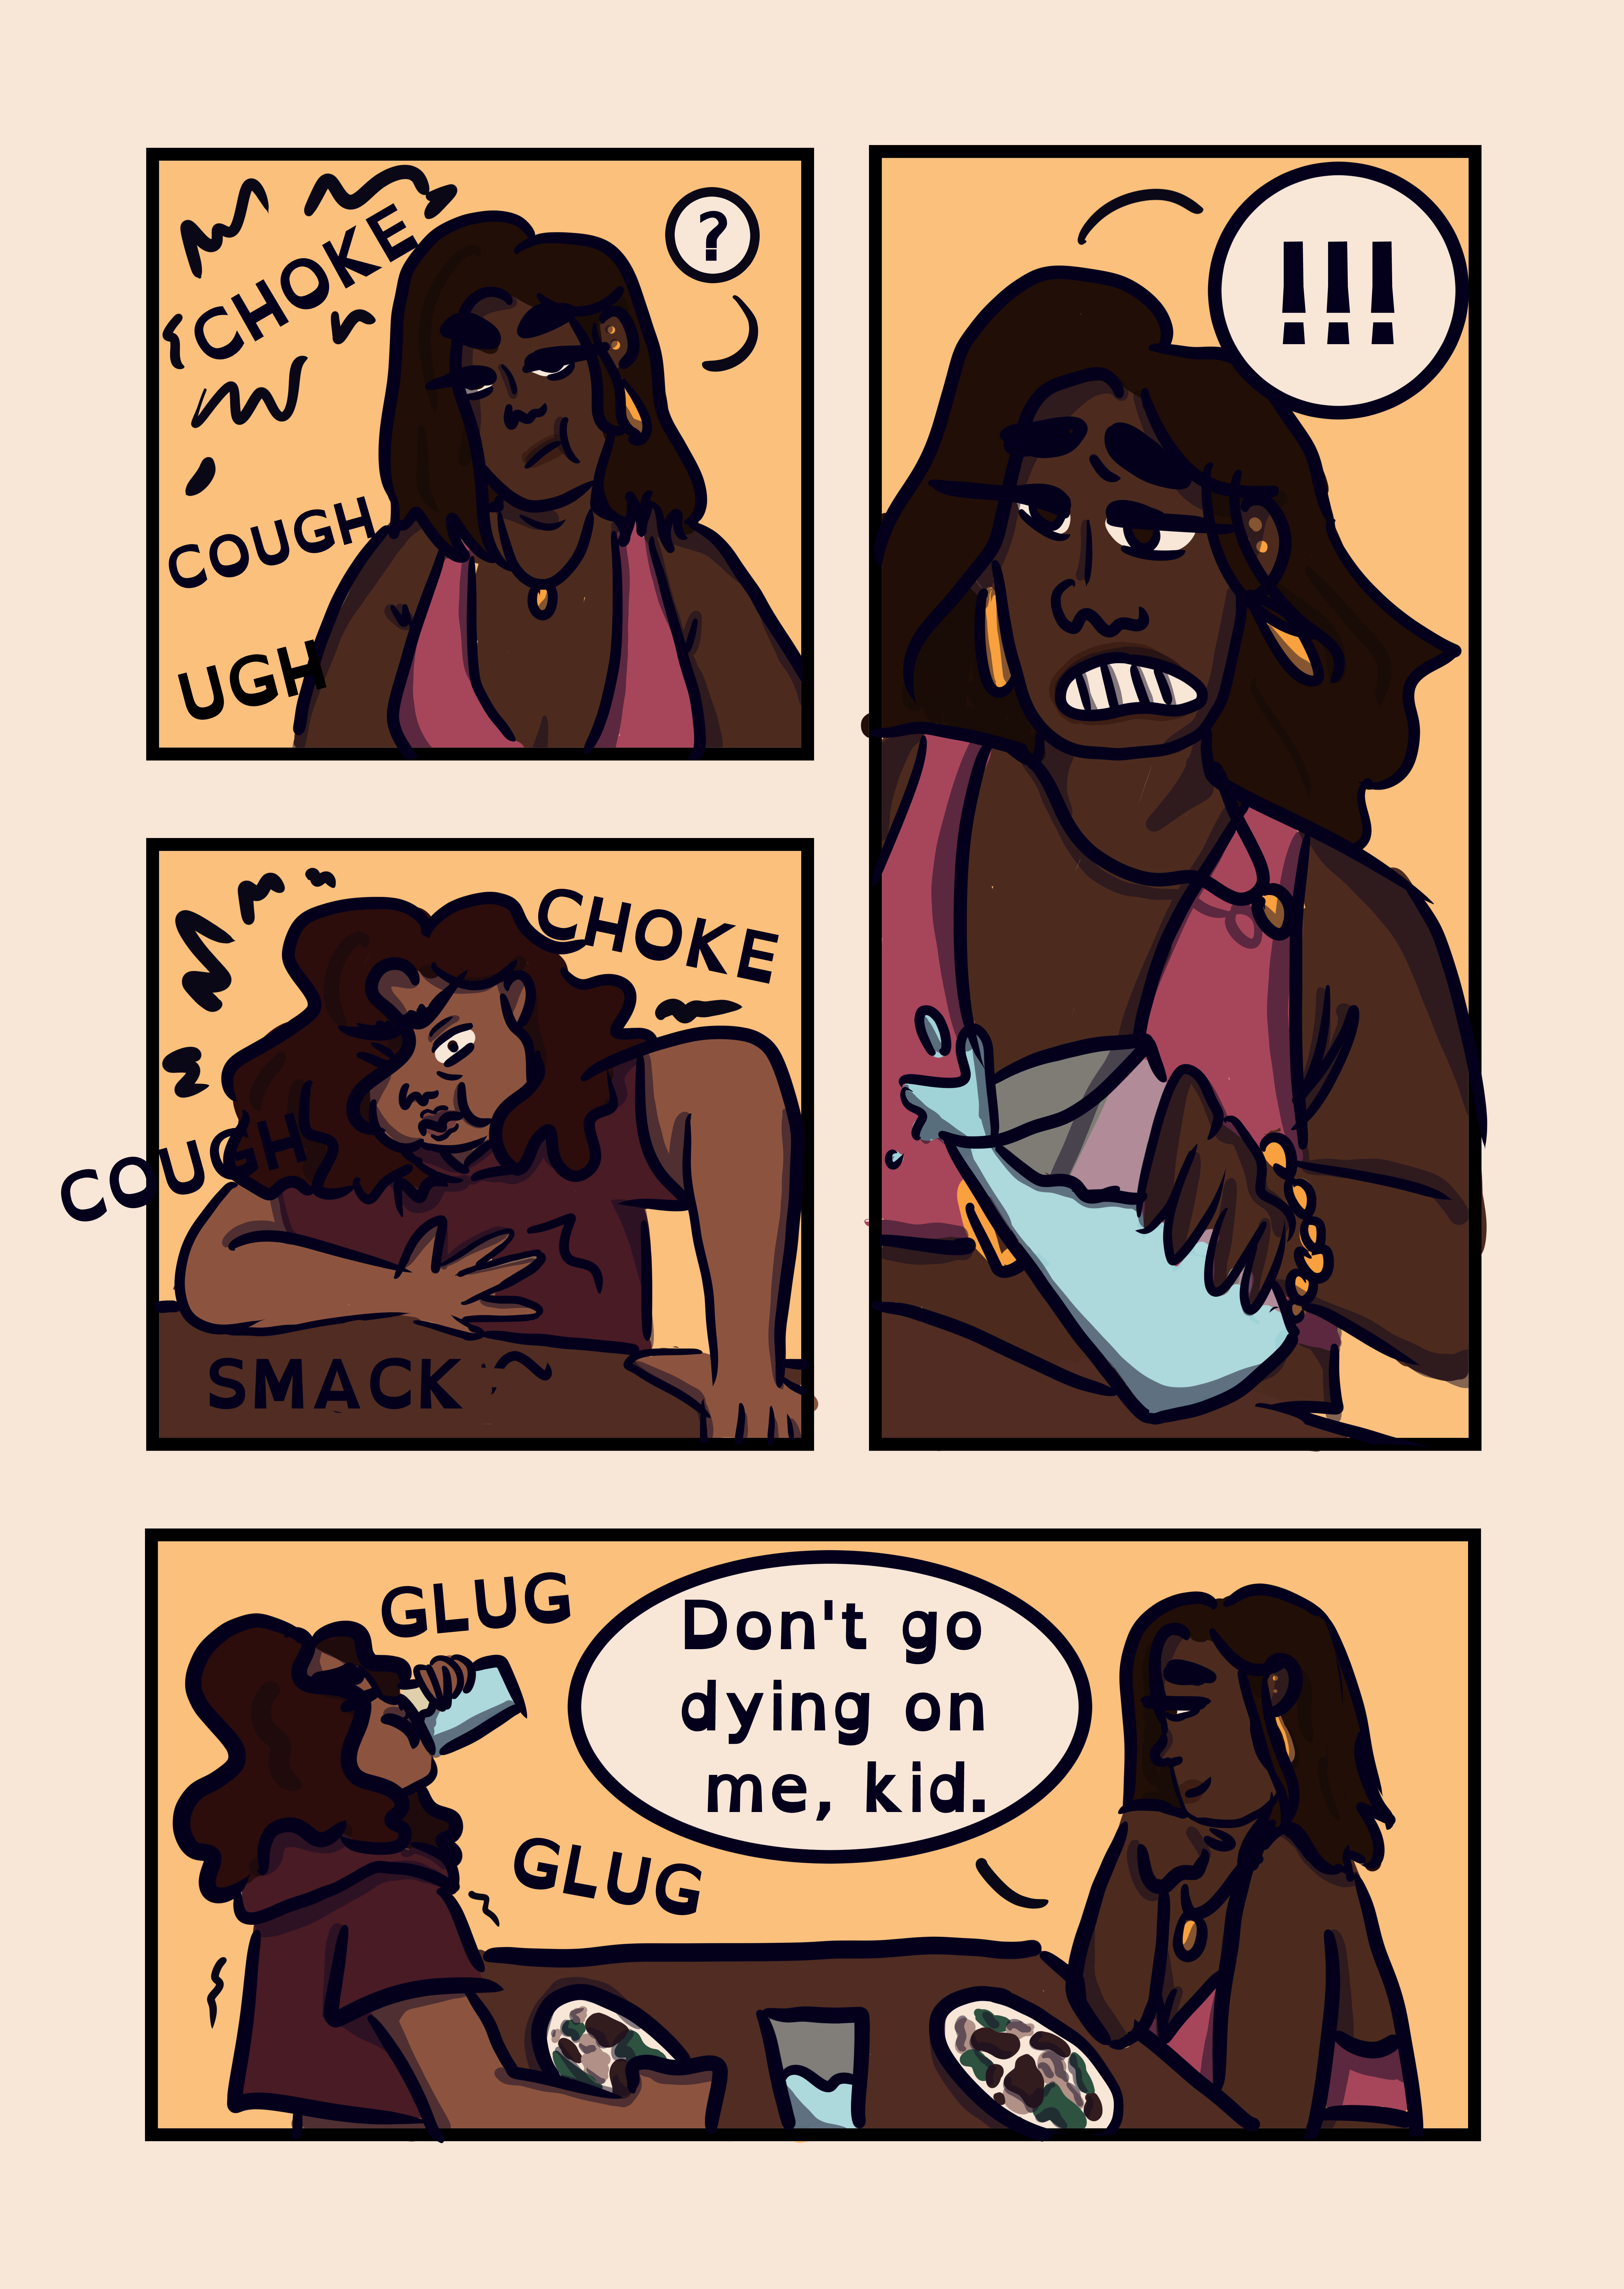 CHOKE
?
COUGH
UGH
CHOKE
COUGH
SMACK
!!!
GLUG
Don't go
dying on
me, kid.
GLUG